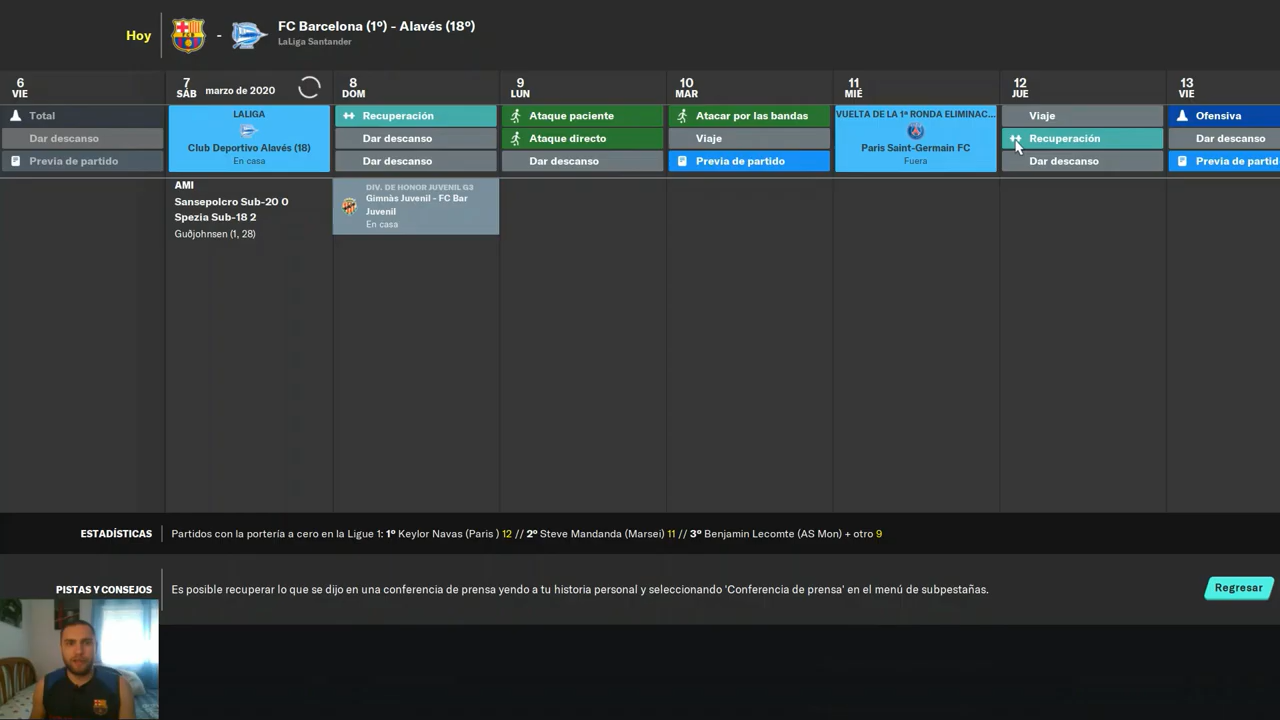 Hoy
FC Barcelona (1º) - Alavés (18º)
LaLiga Santander
6
VIE
7
SÁB
marzo de 2020
8
DOM
9
LUN
10
MAR
11
MIÉ
12
JUE
13
VIE
Total
Dar descanso
Previa de partido
LALIGA
Club Deportivo Alavés (18)
En casa
Recuperación
Dar descanso
Dar descanso
Ataque paciente
Ataque directo
Dar descanso
Atacar por las bandas
Viaje
Previa de partido
VUELTA DE LA 1ª RONDA ELIMINAC...
Paris Saint-Germain FC
Fuera
Viaje
Recuperación
Dar descanso
Ofensiva
Dar descanso
Previa de partid
AMI
Sansepolcro Sub-20 0
Spezia Sub-18 2
Guðjohnsen (1, 28)
DIV. DE HONOR JUVENIL G3
Gimnàs Juvenil - FC Bar
Juvenil
En casa
ESTADÍSTICAS
Partidos con la portería a cero en la Ligue 1: 1º Keylor Navas (Paris ) 12 // 2º Steve Mandanda (Marsei) 11 // 3º Benjamin Lecomte (AS Mon) + otro 9
PISTAS Y CONSEJOS
Es posible recuperar lo que se dijo en una conferencia de prensa yendo a tu historia personal y seleccionando 'Conferencia de prensa' en el menú de subpestañas.
Regresar